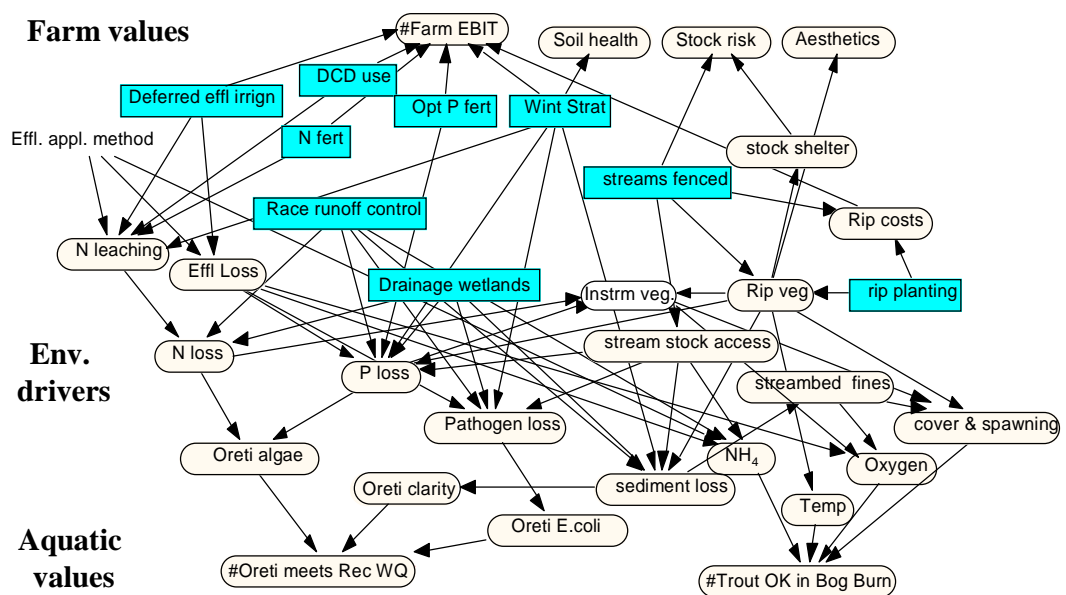 Farm values
#Farm EBIT
Soil health
Stock risk
Aesthetics
DCD use
Deferred effl irrign
Opt P fert
Wint Strat
Effl. appl. method
N fert
stock shelter
streams fenced
Race runoff control
Rip costs
N leaching
Effl Loss
Drainage wetlands
Instrm veg.
Rip veg
rip planting
Env.
drivers
N loss
stream stock access
P loss
streambed fines
Pathogen loss
cover & spawning
Oreti algae
NH4
Oxygen
Oreti clarity
sediment loss
Temp
Oreti E.coli
Aquatic
values
#Oreti meets Rec WQ
#Trout OK in Bog Burn